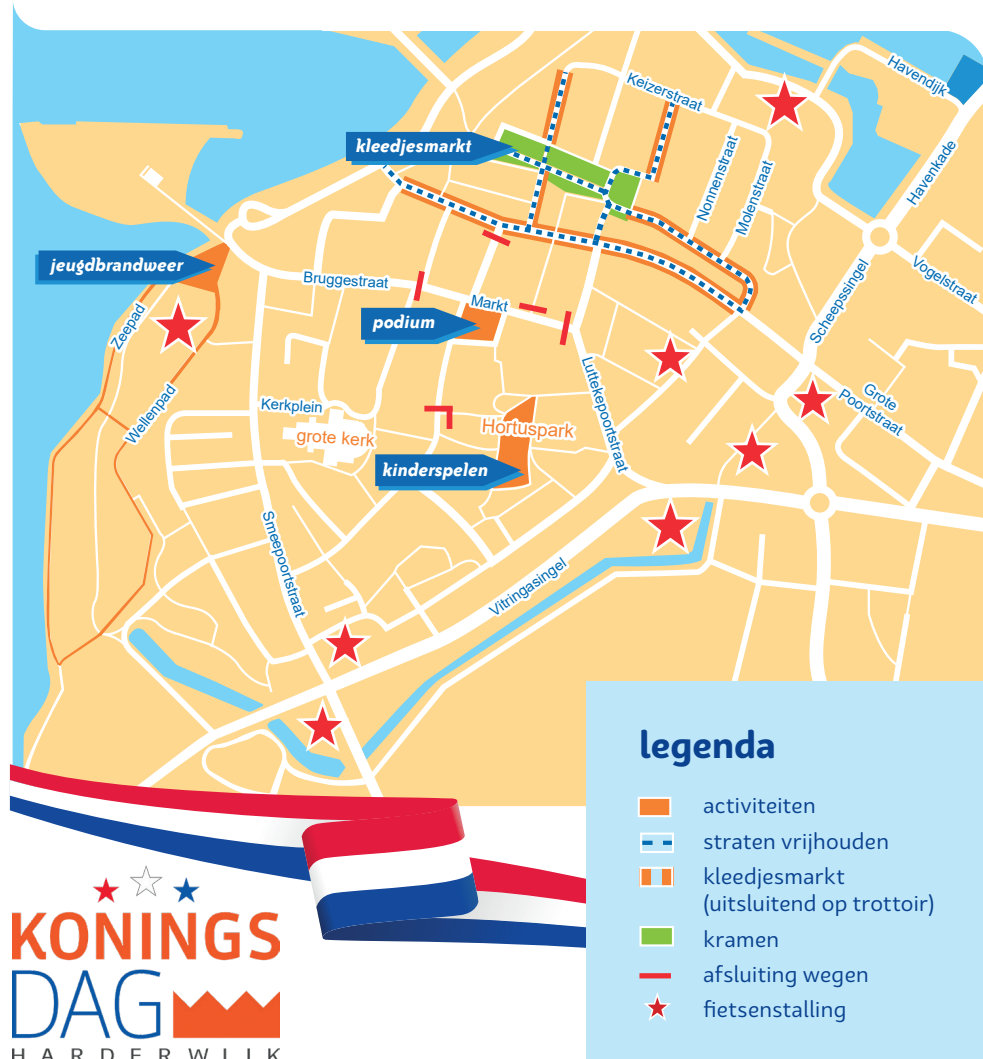 Havendijk
Keizerstraat
kleedjesmarkt
Nonnenstraat
Molenstraat
Havenkade
jeugdbrandweer
Bruggestraat
Markt
podium
Vogelstraat
Scheepssingel
Zeepad
Wellenpad
Kerkplein
grote kerk
Hortuspark
kinderspelen
Luttekepoortstraat
Grote
Poortstraat
Smeepoortstraat
Vitringasingel
legenda
activiteiten
straten vrijhouden
kleedjesmarkt
(uitsluitend op trottoir)
kramen
afsluiting wegen
fietsenstalling
KONINGS
DAG
HARDERWIJK